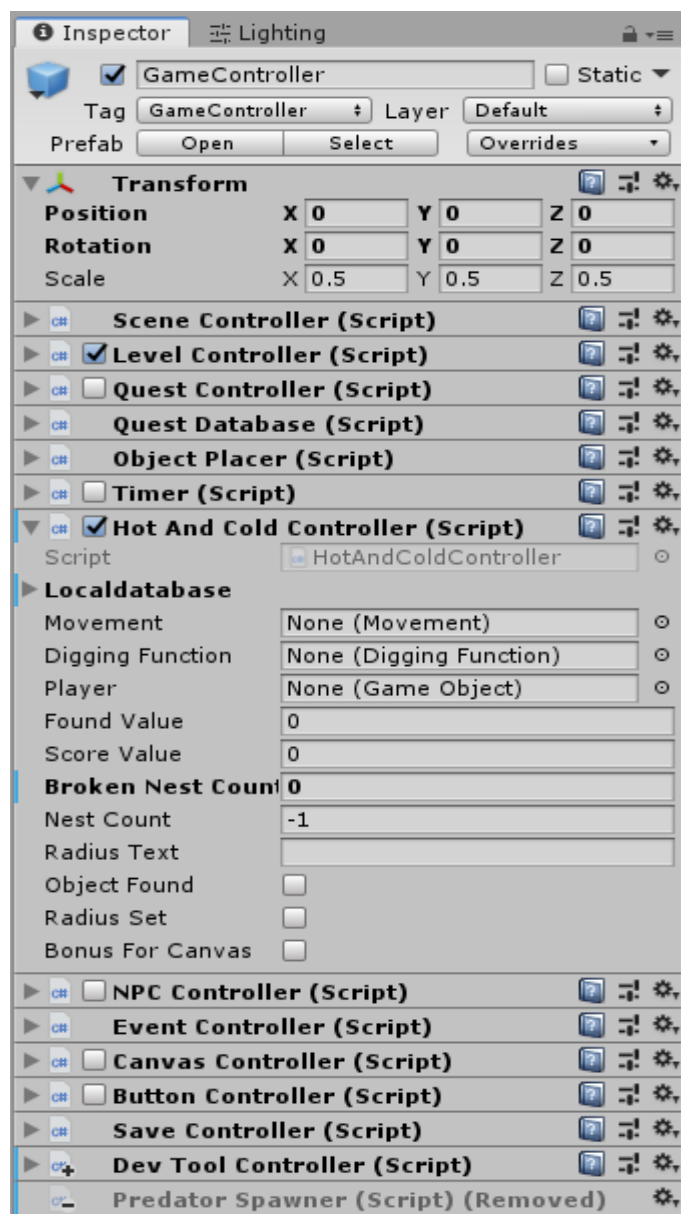 Inspector Lighting
GameController Static
Tag GameController Layer Default
Prefab Open Select Overrides
Transform
Position X 0 Y 0 Z 0
Rotation X 0 Y 0 Z 0
Scale X 0.5 Y 0.5 Z 0.5
C# Scene Controller (Script)
C# Level Controller (Script)
C# Quest Controller (Script)
C# Quest Database (Script)
C# Object Placer (Script)
C# Timer (Script)
C# Hot And Cold Controller (Script)
Script HotAndColdController
Localdatabase
Movement None (Movement)
Digging Function None (Digging Function)
Player None (Game Object)
Found Value 0
Score Value 0
Broken Nest Count 0
Nest Count -1
Radius Text
Object Found
Radius Set
Bonus For Canvas
C# NPC Controller (Script)
C# Event Controller (Script)
C# Canvas Controller (Script)
C# Button Controller (Script)
C# Save Controller (Script)
Dev Tool Controller (Script)
Predator Spawner (Script) (Removed)